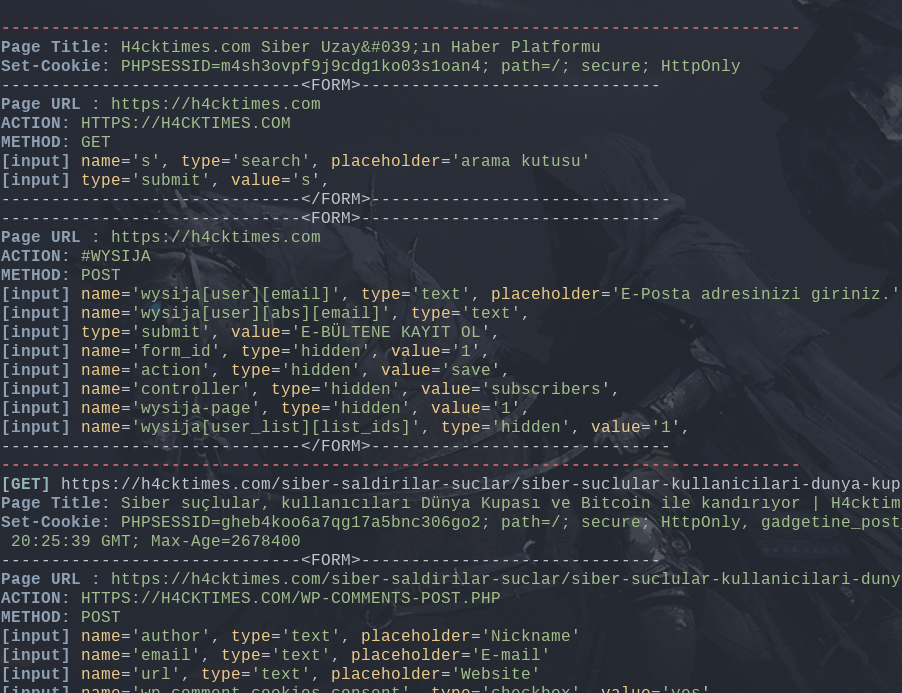 --------------------------------------------------------------------------------
Page Title: H4cktimes.com Siber Uzay&#039;ın Haber Platformu
Set-Cookie: PHPSESSID=m4sh3ovpf9j9cdg1ko03s1oan4; path=/; secure; HttpOnly
------------------------------<FORM>------------------------------
Page URL : https://h4cktimes.com
ACTION: HTTPS://H4CKTIMES.COM
METHOD: GET
[input] name='s', type='search', placeholder='arama kutusu'
[input] type='submit', value='s',
------------------------------</FORM>------------------------------
------------------------------<FORM>------------------------------
Page URL : https://h4cktimes.com
ACTION: #WYSIJA
METHOD: POST
[input] name='wysija[user][email]', type='text', placeholder='E-Posta adresinizi giriniz.'
[input] name='wysija[user][abs][email]', type='text',
[input] type='submit', value='E-BÜLTENE KAYIT OL',
[input] name='form_id', type='hidden', value='1',
[input] name='action', type='hidden', value='save',
[input] name='controller', type='hidden', value='subscribers',
[input] name='wysija-page', type='hidden', value='1',
[input] name='wysija[user_list][list_ids]', type='hidden', value='1',
------------------------------</FORM>------------------------------
--------------------------------------------------------------------------------
[GET] https://h4cktimes.com/siber-saldirilar-suclar/siber-suclular-kullanicilari-dunya-kup
Page Title: Siber suçlular, kullanıcıları Dünya Kupası ve Bitcoin ile kandırıyor | H4cktim
Set-Cookie: PHPSESSID=gheb4koo6a7qg17a5bnc306go2; path=/; secure; HttpOnly, gadgetine_post_
20:25:39 GMT; Max-Age=2678400
------------------------------<FORM>------------------------------
Page URL : https://h4cktimes.com/siber-saldirilar-suclar/siber-suclular-kullanicilari-duny
ACTION: HTTPS://H4CKTIMES.COM/WP-COMMENTS-POST.PHP
METHOD: POST
[input] name='author', type='text', placeholder='Nickname'
[input] name='email', type='text', placeholder='E-mail'
[input] name='url', type='text', placeholder='Website'
[input] name='wp-comment-cookies-consent', type='checkbox', value='yes'